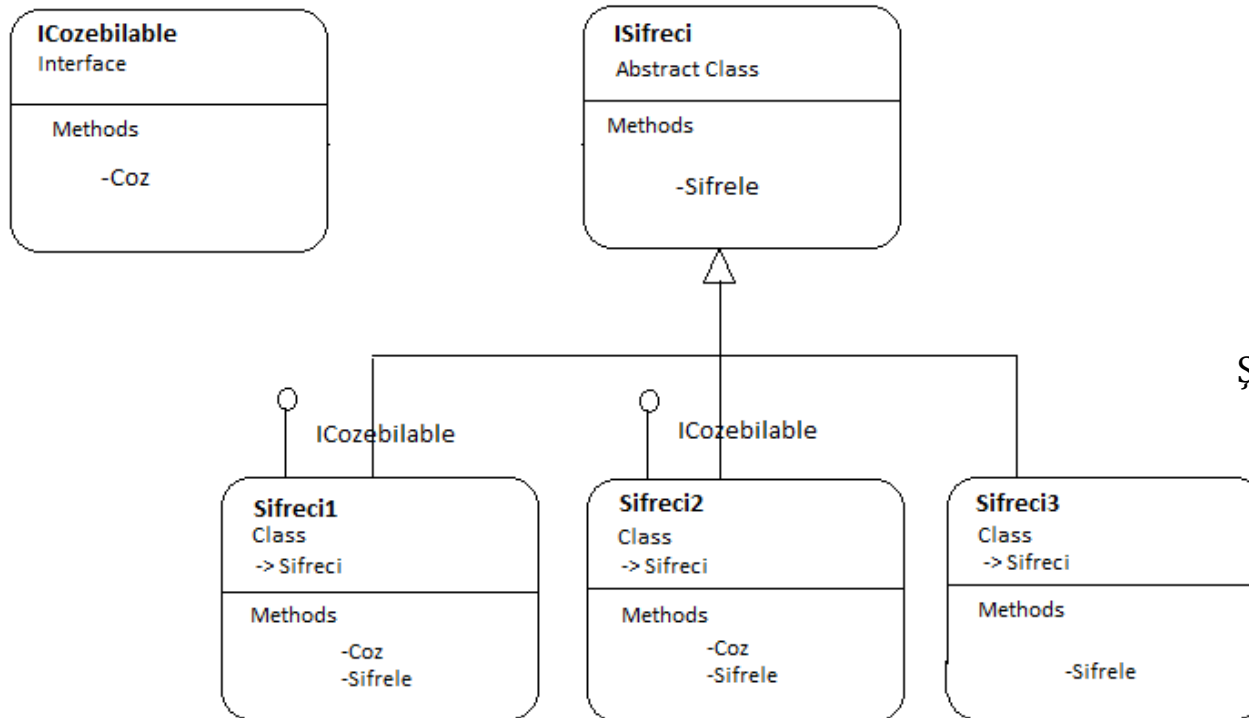 ICozebilable
Interface
Methods
-Coz
ISifreci
Abstract Class
Methods
-Sifrele
Ş
ICozebilable
ICozebilable
Sifreci1
Class
-> Sifreci
Methods
-Coz
-Sifrele
Sifreci2
Class
-> Sifreci
Methods
-Coz
-Sifrele
Sifreci3
Class
-> Sifreci
Methods
-Sifrele